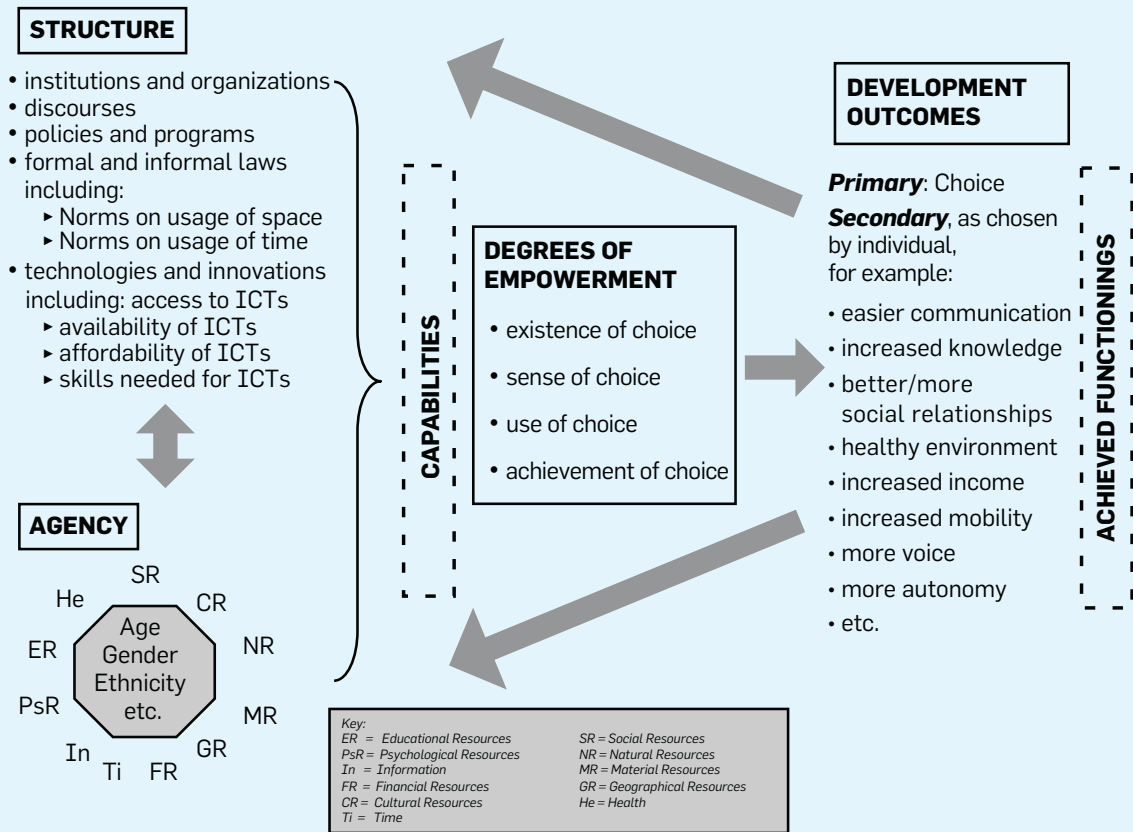 STRUCTURE
• institutions and organizations
• discourses
• policies and programs
• formal and informal laws
including:
▸ Norms on usage of space
▸ Norms on usage of time
• technologies and innovations
including: access to ICTs
▸ availability of ICTs
▸ affordability of ICTs
▸ skills needed for ICTs
AGENCY
SR
He
CR
ER
NR
PsR
MR
In
GR
Ti
FR
Age
Gender
Ethnicity
etc.
CAPABILITIES
DEGREES OF
EMPOWERMENT
• existence of choice
• sense of choice
• use of choice
• achievement of choice
DEVELOPMENT
OUTCOMES
Primary: Choice
Secondary, as chosen
by individual,
for example:
• easier communication
• increased knowledge
• better/more
social relationships
• healthy environment
• increased income
• increased mobility
• more voice
• more autonomy
• etc.
ACHIEVED FUNCTIONINGS
Key:
ER = Educational Resources
PsR = Psychological Resources
In = Information
FR = Financial Resources
CR = Cultural Resources
Ti = Time
SR = Social Resources
NR = Natural Resources
MR = Material Resources
GR = Geographical Resources
He = Health